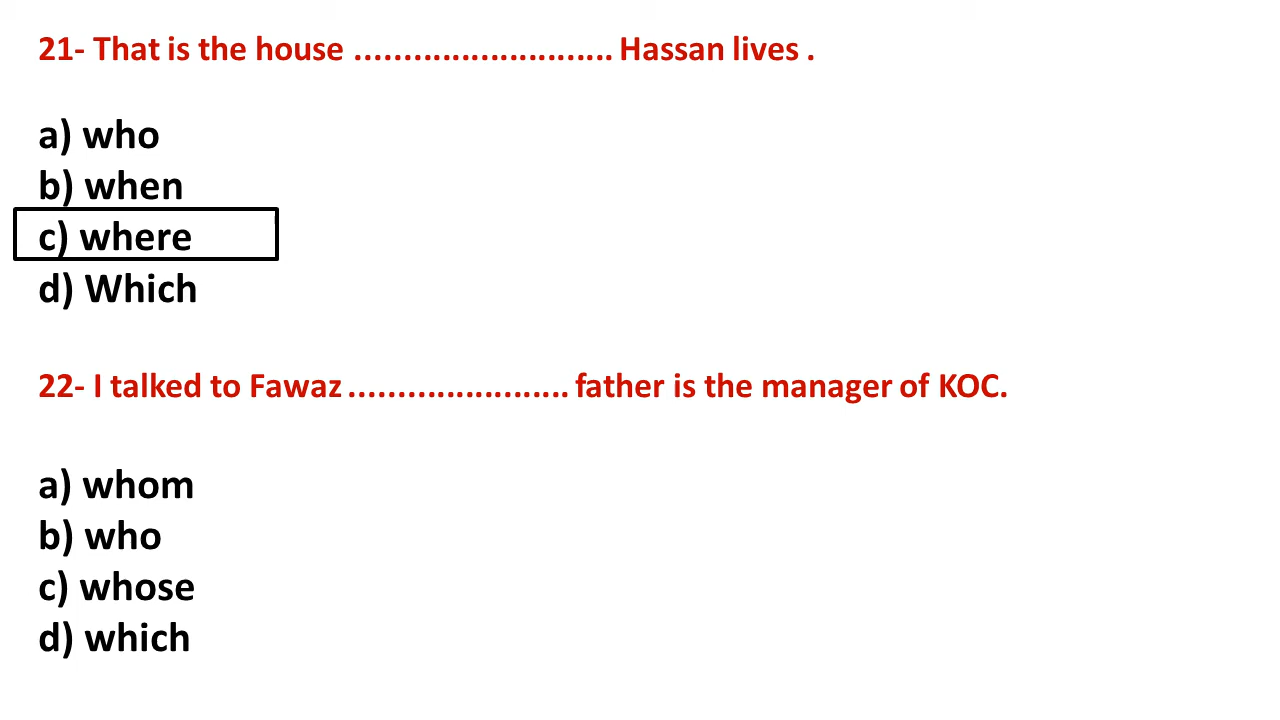 21- That is the house ........................... Hassan lives .
a) who
b) when
c) where
d) Which
22- I talked to Fawaz ....................... father is the manager of KOC.
a) whom
b) who
c) whose
d) which